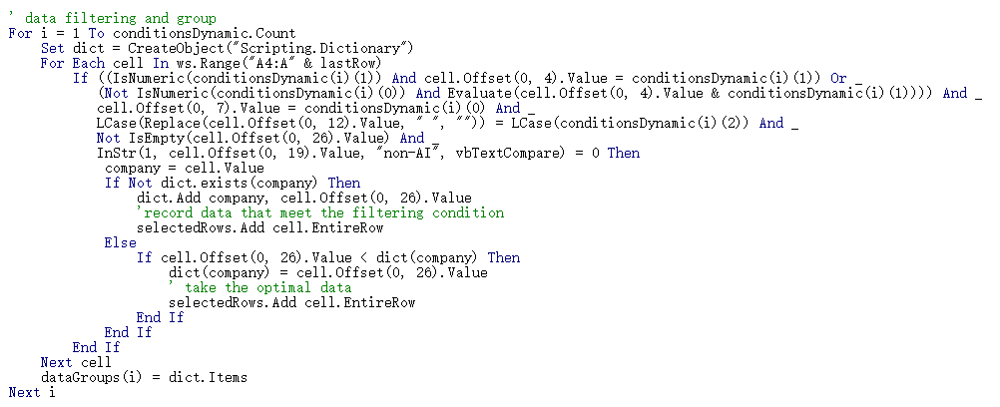 ' data filtering and group
For i = 1 To conditionsDynamic.Count
    Set dict = CreateObject("Scripting.Dictionary")
    For Each cell In ws.Range("A4:A" & lastRow)
        If ((IsNumeric(conditionsDynamic(i)(1)) And cell.Offset(0, 4).Value = conditionsDynamic(i)(1)) Or _
           (Not IsNumeric(conditionsDynamic(i)(0)) And Evaluate(cell.Offset(0, 4).Value & conditionsDynamic(i)(1)))) And _
           cell.Offset(0, 7).Value = conditionsDynamic(i)(0) And _
           LCase(Replace(cell.Offset(0, 12).Value, " ", "")) = LCase(conditionsDynamic(i)(2)) And _
           Not IsEmpty(cell.Offset(0, 26).Value) And _
           InStr(1, cell.Offset(0, 19).Value, "non-AI", vbTextCompare) = 0 Then
            company = cell.Value
            If Not dict.exists(company) Then
                dict.Add company, cell.Offset(0, 26).Value
                'record data that meet the filtering condition
                selectedRows.Add cell.EntireRow
            Else
                If cell.Offset(0, 26).Value < dict(company) Then
                    dict(company) = cell.Offset(0, 26).Value
                    ' take the optimal data
                    selectedRows.Add cell.EntireRow
                End If
            End If
        End If
    Next cell
    dataGroups(i) = dict.Items
Next i